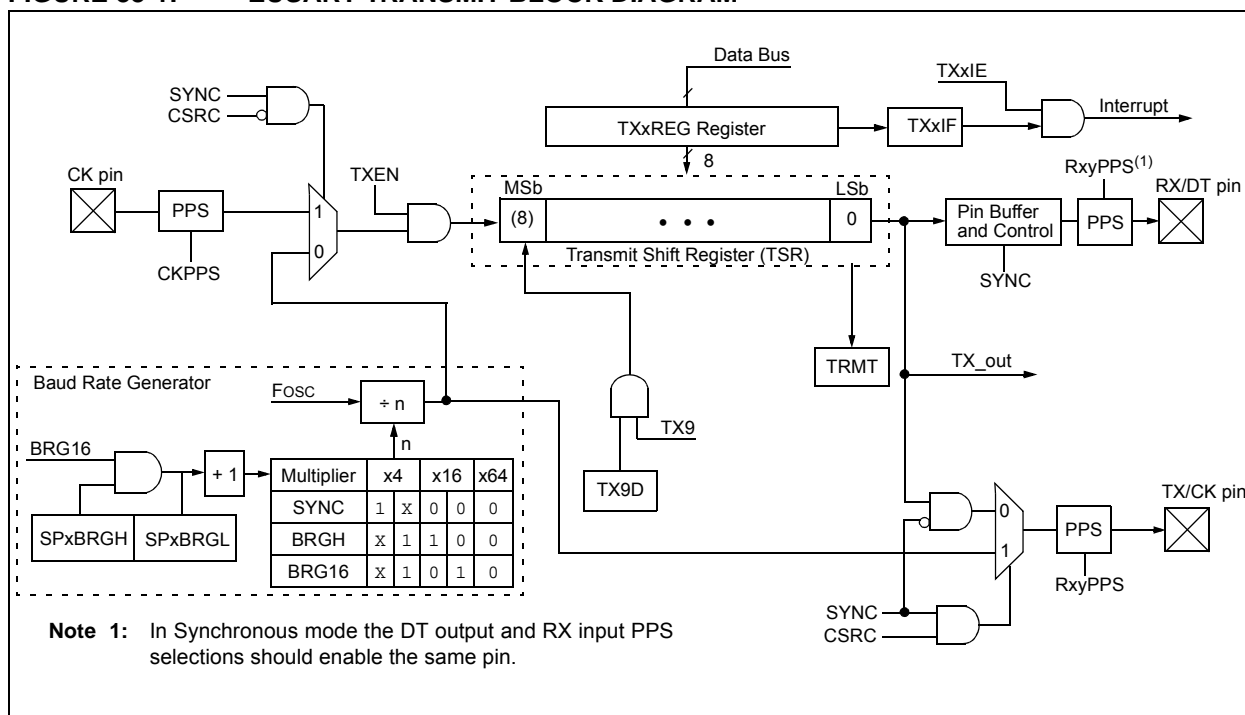 FIGURE 33-1: EUSART TRANSMIT BLOCK DIAGRAM
Data Bus
TXxIE
SYNC
CSRC
TXxREG Register
TXxIF
Interrupt
8
RxyPPS(1)
CK pin
TXEN
MSb
LSb
RX/DT pin
PPS
1
(8)
• • •
0
Pin Buffer
and Control
PPS
0
Transmit Shift Register (TSR)
CKPPS
SYNC
TRMT
TX_out
Baud Rate Generator
FOSC
÷ n
n
TX9
BRG16
+ 1
Multiplier x4 x16 x64
TX9D
TX/CK pin
SYNC 1 X 0 0 0
0
PPS
SPxBRGH SPxBRGL
BRGH X 1 1 0 0
1
BRG16 X 1 0 1 0
RxyPPS
SYNC
CSRC
Note 1: In Synchronous mode the DT output and RX input PPS
selections should enable the same pin.